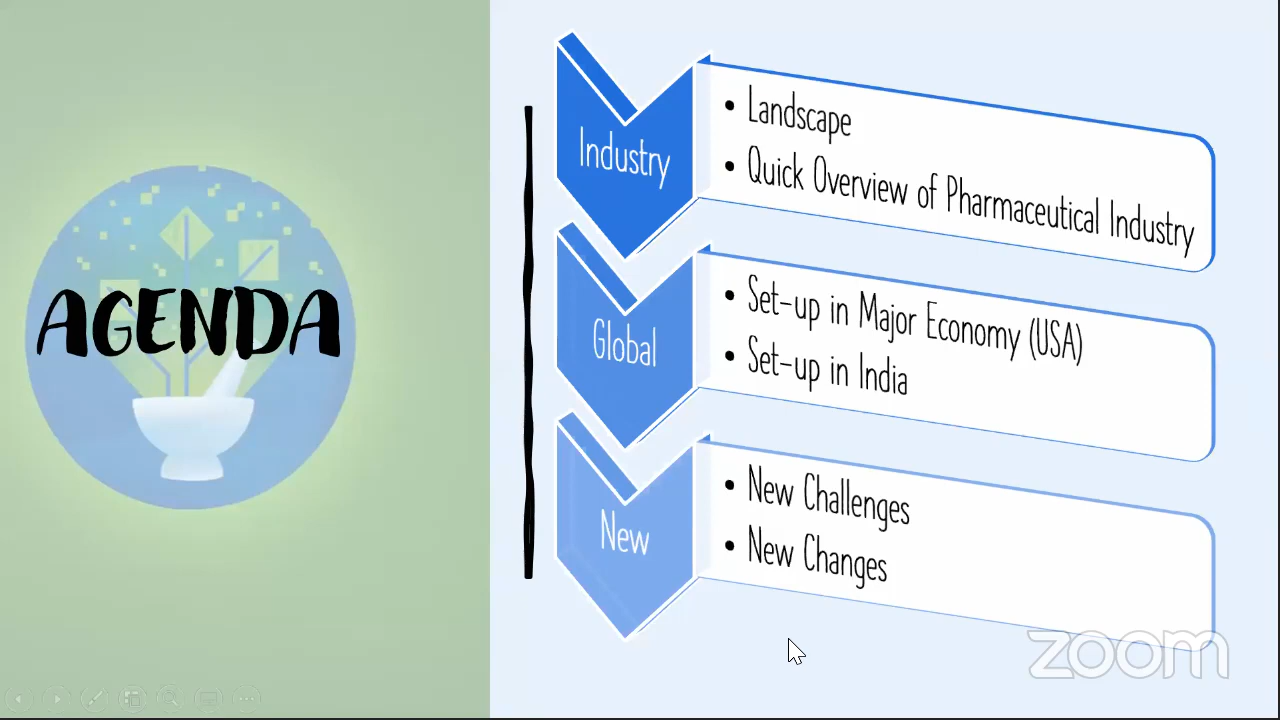 AGENDA
Industry
• Landscape
• Quick Overview of Pharmaceutical Industry
Global
• Set-up in Major Economy (USA)
• Set-up in India
New
• New Challenges
• New Changes
zoom